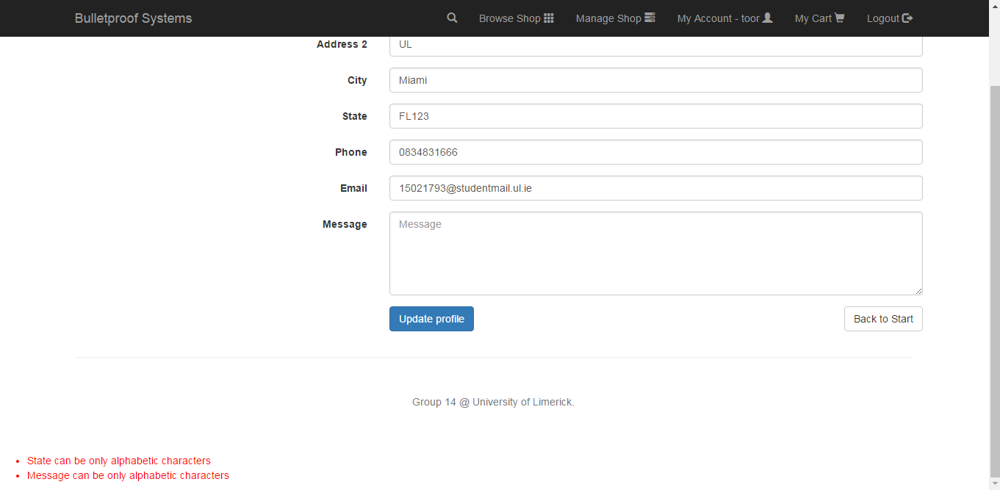 Bulletproof Systems Browse Shop Manage Shop My Account - toor My Cart Logout
Address 2 UL
City Miami
State FL123
Phone 0834831666
Email 15021793@studentmail.ul.ie
Message Message
Update profile Back to Start
Group 14 @ University of Limerick.
State can be only alphabetic characters
Message can be only alphabetic characters